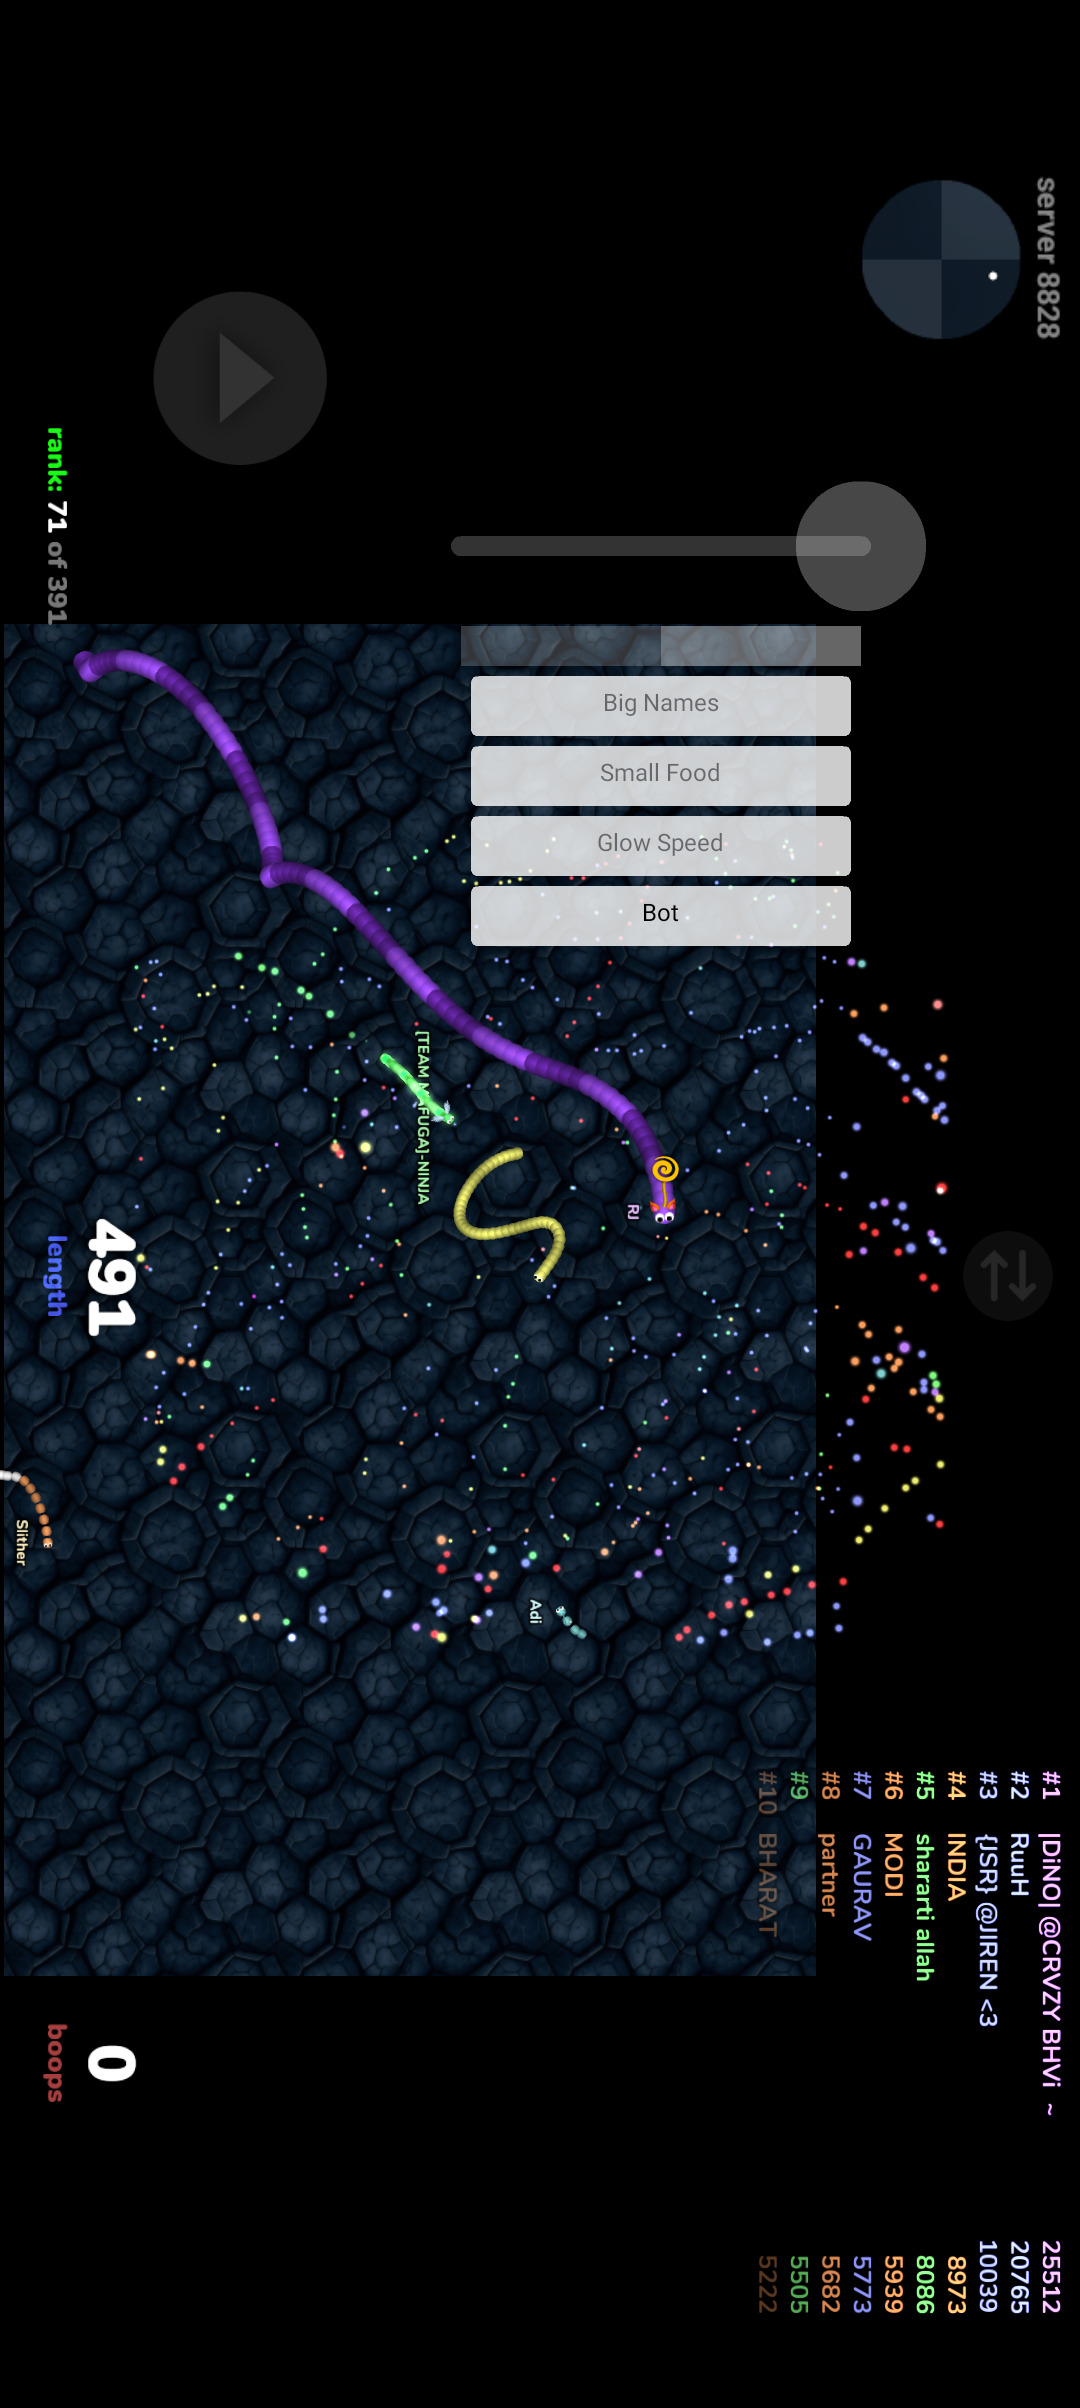 server 8828
rank: 71 of 391
Big Names
Small Food
Glow Speed
Bot
[TEAM MAFUGA]-NINJA
RJ
491
length
Slither
Adi
0
boops
#1 |DiNO| @CRVZY BHVi ~ 25512
#2 RuuH 20765
#3 {JSR} @JIREN <3 10039
#4 INDIA 8973
#5 shararti allah 8086
#6 MODI 5939
#7 GAURAV 5773
#8 partner 5682
#9 5505
#10 BHARAT 5222